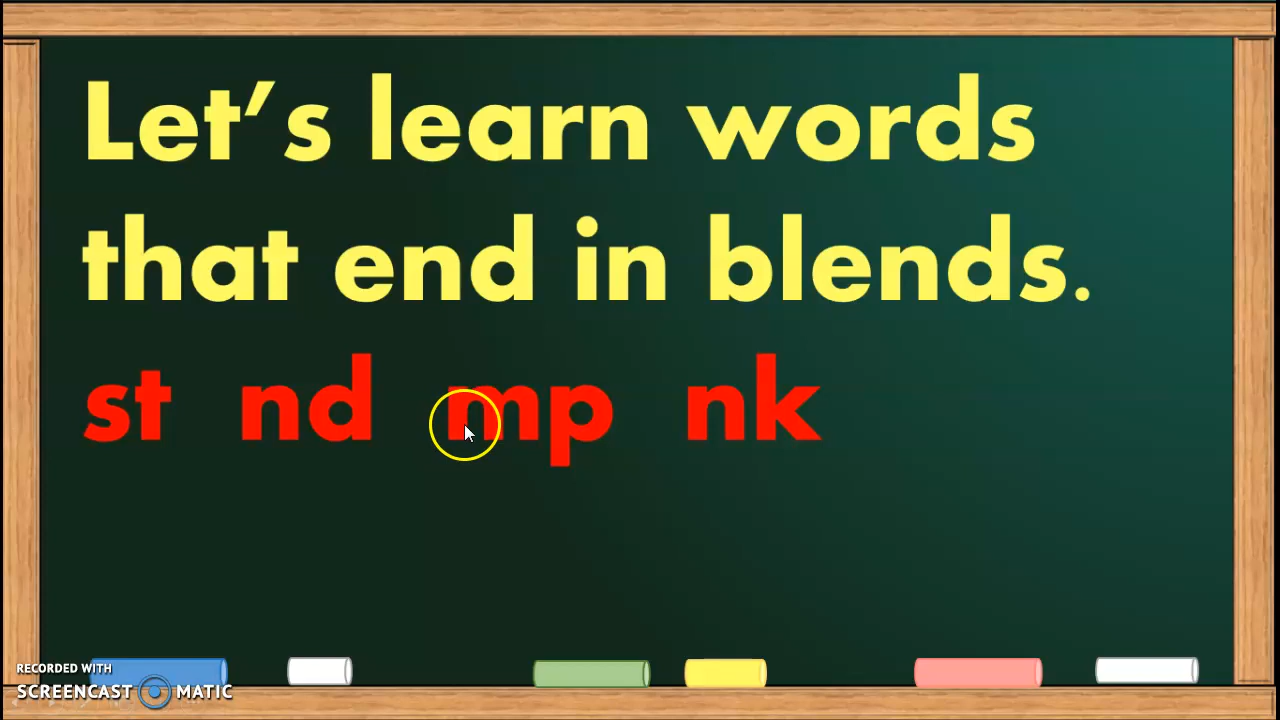 Let's learn words
that end in blends.
st nd mp nk
RECORDED WITH
SCREENCAST MATIC